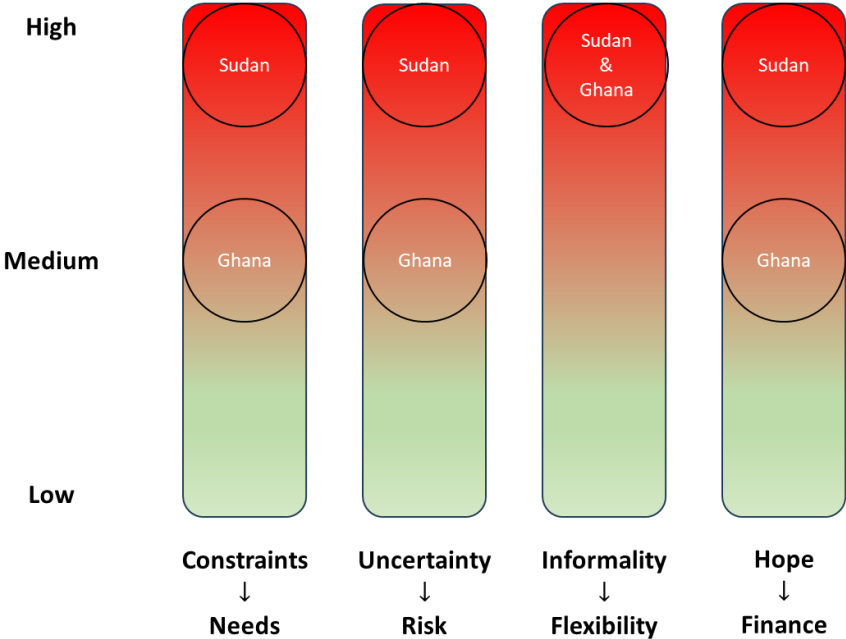 High
Sudan
Sudan
Sudan
&
Ghana
Sudan
Medium
Ghana
Ghana
Ghana
Low
Constraints
Uncertainty
Informality
Hope
↓
↓
↓
↓
Needs
Risk
Flexibility
Finance